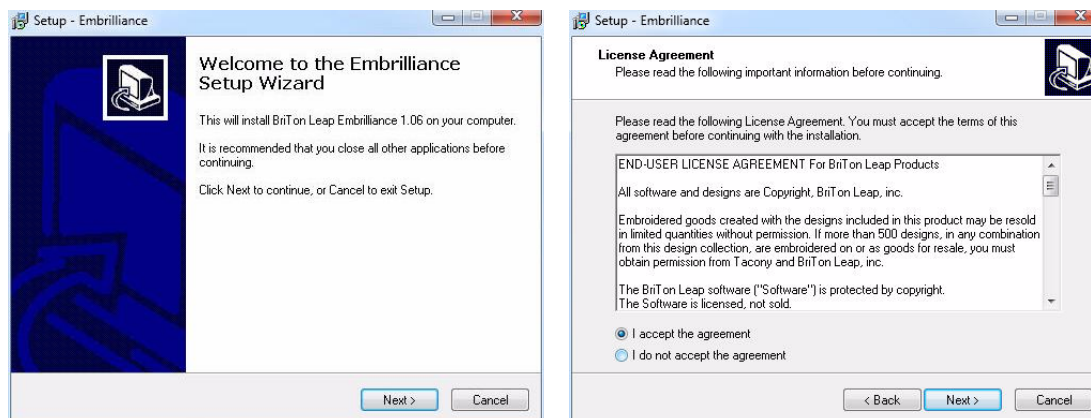 Setup - Embrilliance
Welcome to the Embrilliance
Setup Wizard
This will install BriTon Leap Embrilliance 1.06 on your computer.
It is recommended that you close all other applications before
continuing.
Click Next to continue, or Cancel to exit Setup.
Next >
Cancel
Setup - Embrilliance
License Agreement
Please read the following important information before continuing.
Please read the following License Agreement. You must accept the terms of this
agreement before continuing with the installation.
END-USER LICENSE AGREEMENT For BriTon Leap Products
All software and designs are Copyright, BriTon Leap, inc.
Embroidered goods created with the designs included in this product may be resold
in limited quantities without permission. If more than 500 designs, in any combination
from this design collection, are embroidered on or as goods for resale, you must
obtain permission from Tacony and BriTon Leap, inc.
The BriTon Leap software ("Software") is protected by copyright.
The Software is licensed, not sold.
I accept the agreement
I do not accept the agreement
< Back
Next >
Cancel